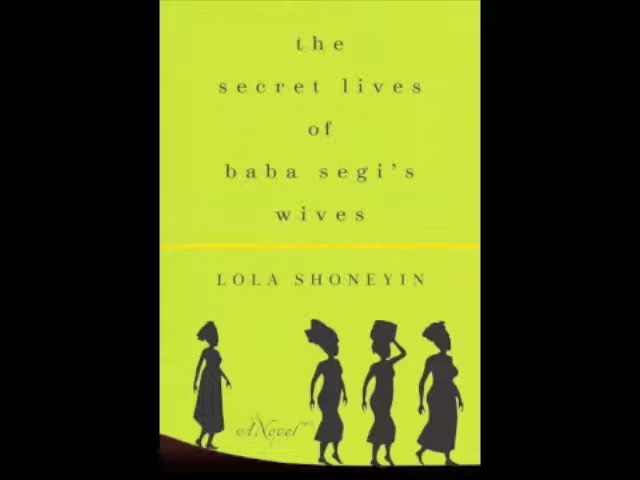 the
secret lives
of
baba segi's
wives
LOLA SHONEYIN
A Novel